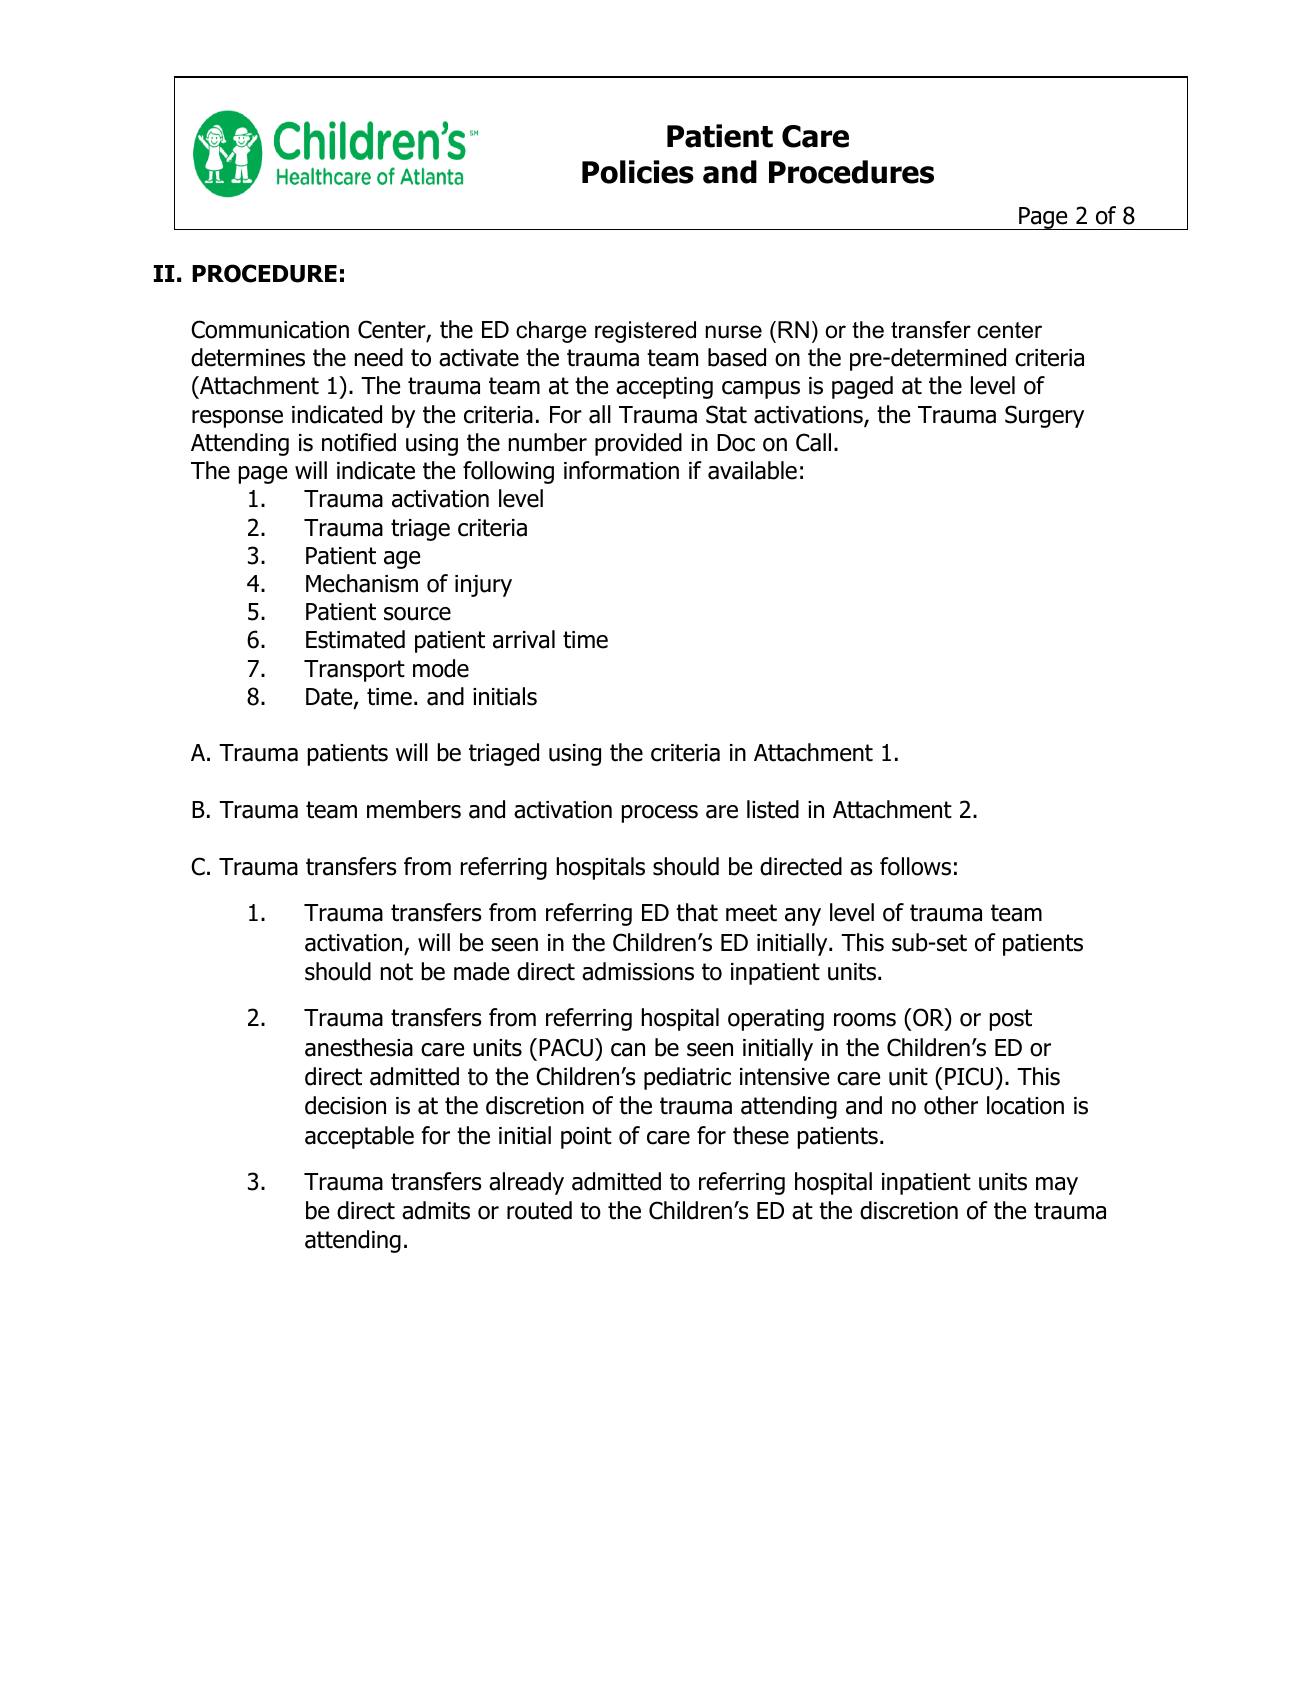 Children's SM
Healthcare of Atlanta
Patient Care
Policies and Procedures
Page 2 of 8
II. PROCEDURE:
Communication Center, the ED charge registered nurse (RN) or the transfer center
determines the need to activate the trauma team based on the pre-determined criteria
(Attachment 1). The trauma team at the accepting campus is paged at the level of
response indicated by the criteria. For all Trauma Stat activations, the Trauma Surgery
Attending is notified using the number provided in Doc on Call.
The page will indicate the following information if available:
1. Trauma activation level
2. Trauma triage criteria
3. Patient age
4. Mechanism of injury
5. Patient source
6. Estimated patient arrival time
7. Transport mode
8. Date, time. and initials
A. Trauma patients will be triaged using the criteria in Attachment 1.
B. Trauma team members and activation process are listed in Attachment 2.
C. Trauma transfers from referring hospitals should be directed as follows:
1. Trauma transfers from referring ED that meet any level of trauma team
activation, will be seen in the Children’s ED initially. This sub-set of patients
should not be made direct admissions to inpatient units.
2. Trauma transfers from referring hospital operating rooms (OR) or post
anesthesia care units (PACU) can be seen initially in the Children’s ED or
direct admitted to the Children’s pediatric intensive care unit (PICU). This
decision is at the discretion of the trauma attending and no other location is
acceptable for the initial point of care for these patients.
3. Trauma transfers already admitted to referring hospital inpatient units may
be direct admits or routed to the Children’s ED at the discretion of the trauma
attending.